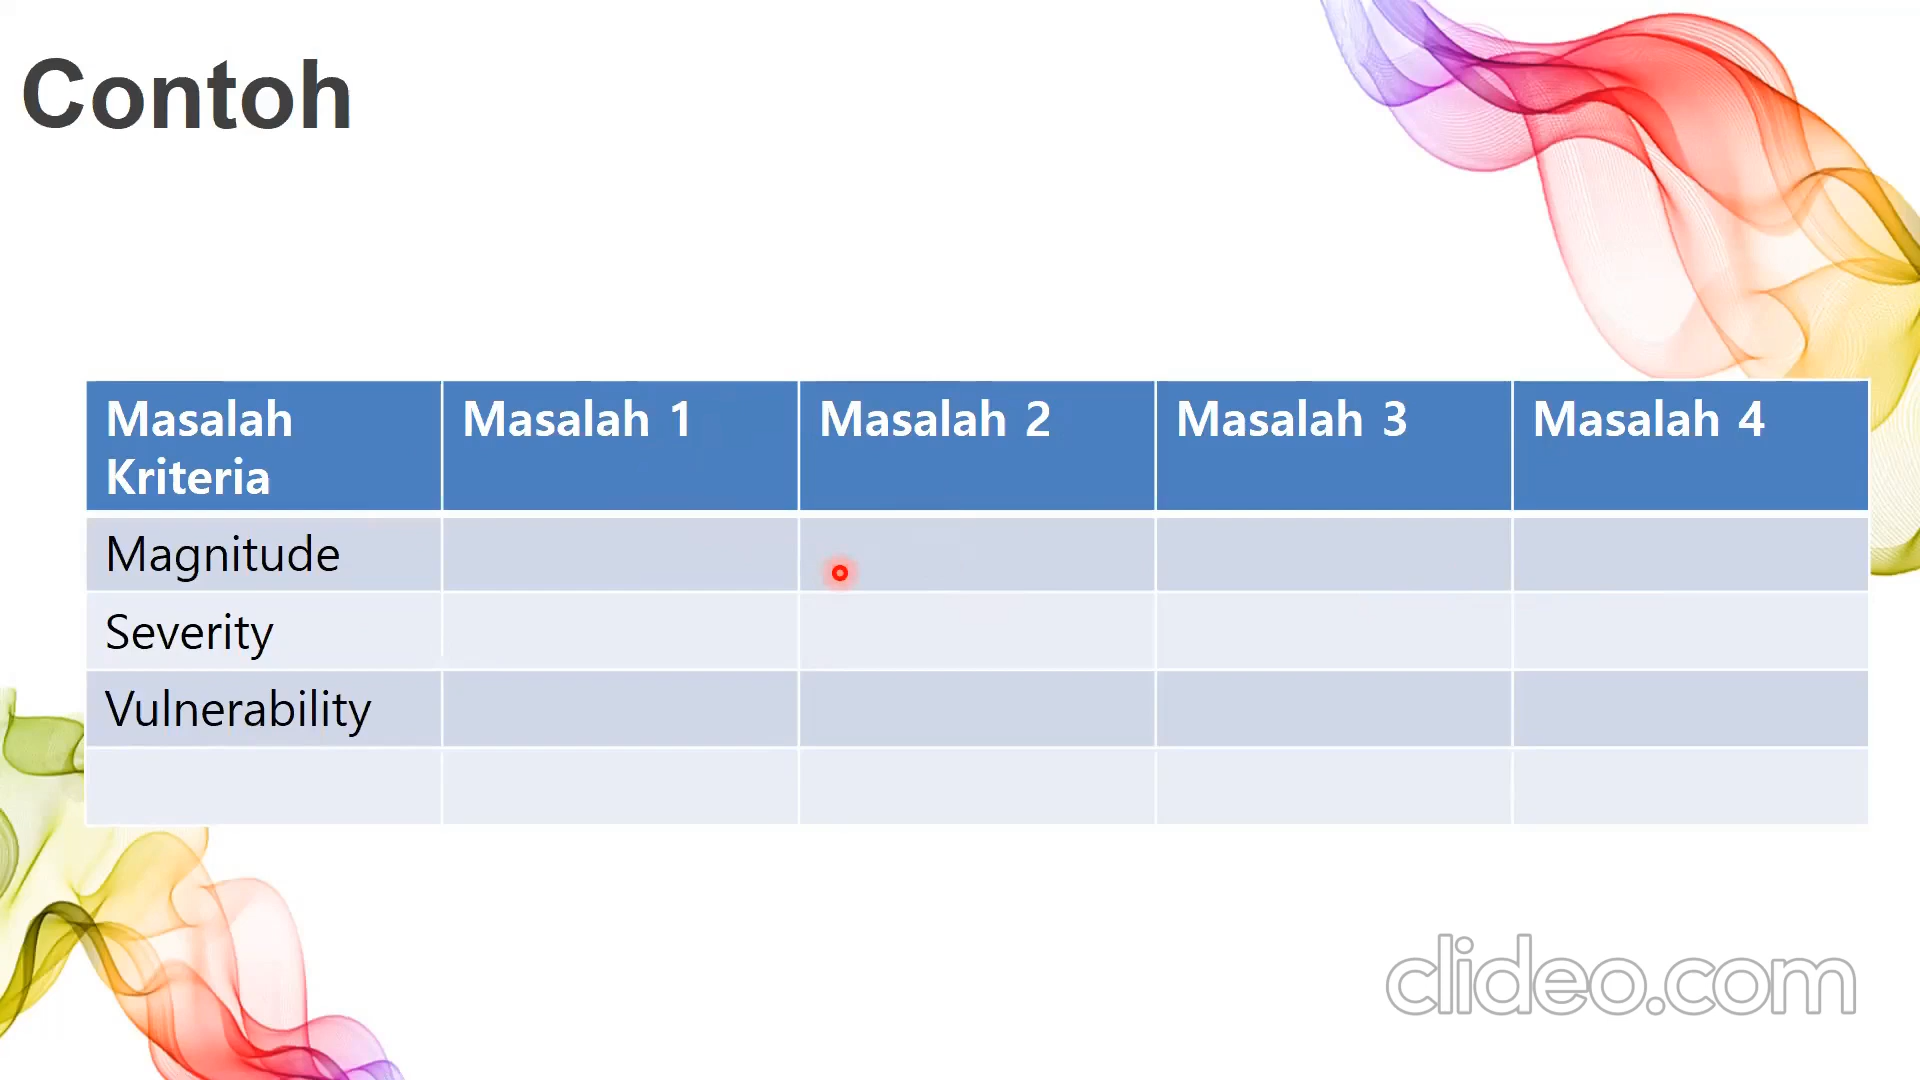 Contoh
Masalah Kriteria
Masalah 1
Masalah 2
Masalah 3
Masalah 4
Magnitude
Severity
Vulnerability
clideo.com